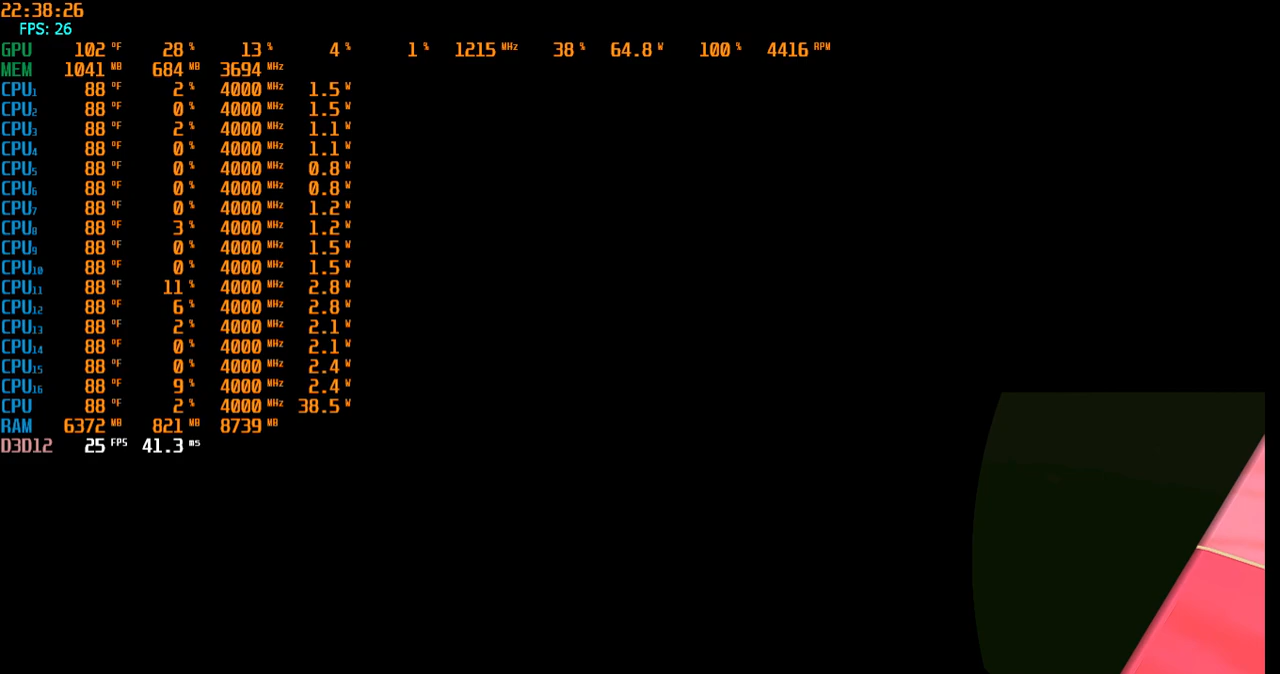 22:38:26
FPS: 26
GPU 102 °F 28 % 13 % 4 % 1 % 1215 MHz 38 % 64.8 W 100 % 4416 RPM
MEM 1041 MB 684 MB 3694 MHz
CPU1 88 °F 2 % 4000 MHz 1.5 W
CPU2 88 °F 0 % 4000 MHz 1.5 W
CPU3 88 °F 2 % 4000 MHz 1.1 W
CPU4 88 °F 0 % 4000 MHz 1.1 W
CPU5 88 °F 0 % 4000 MHz 0.8 W
CPU6 88 °F 0 % 4000 MHz 0.8 W
CPU7 88 °F 0 % 4000 MHz 1.2 W
CPU8 88 °F 3 % 4000 MHz 1.2 W
CPU9 88 °F 0 % 4000 MHz 1.5 W
CPU10 88 °F 0 % 4000 MHz 1.5 W
CPU11 88 °F 11 % 4000 MHz 2.8 W
CPU12 88 °F 6 % 4000 MHz 2.8 W
CPU13 88 °F 2 % 4000 MHz 2.1 W
CPU14 88 °F 0 % 4000 MHz 2.1 W
CPU15 88 °F 0 % 4000 MHz 2.4 W
CPU16 88 °F 9 % 4000 MHz 2.4 W
CPU 88 °F 2 % 4000 MHz 38.5 W
RAM 6372 MB 821 MB 8739 MB
D3D12 25 FPS 41.3 ms